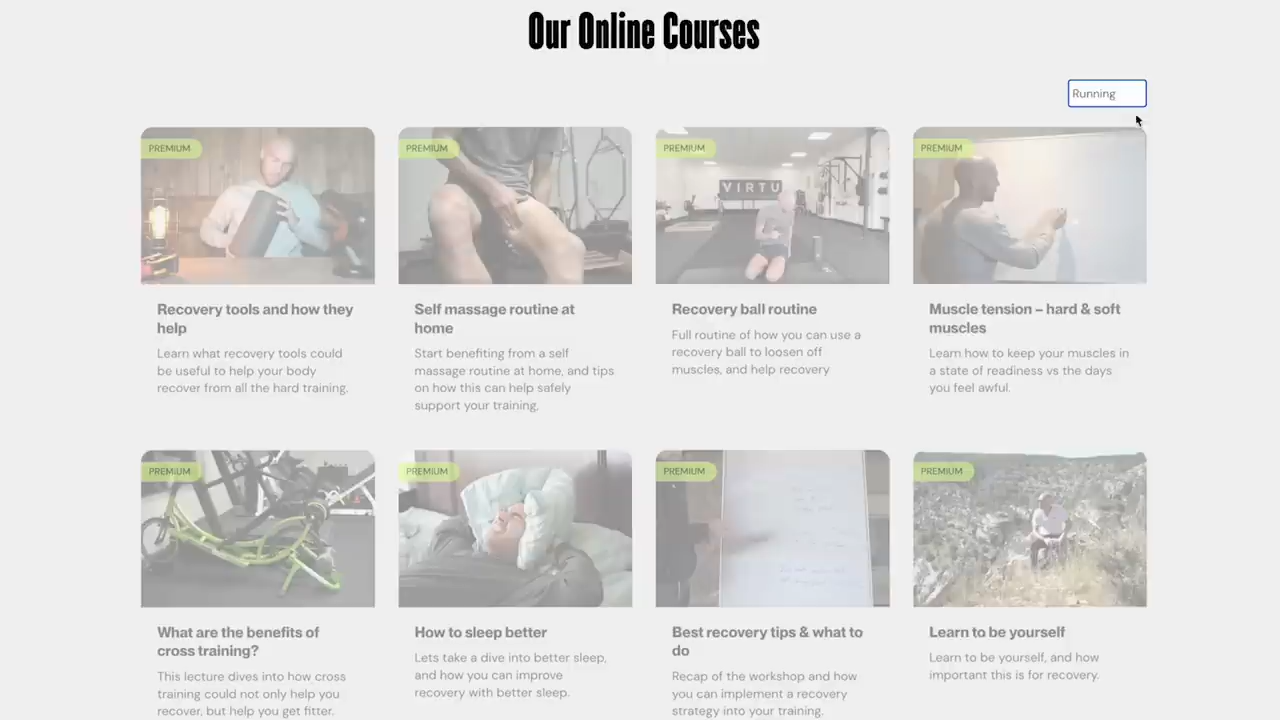 Our Online Courses
Running
PREMIUM
PREMIUM
PREMIUM
PREMIUM
VIRTU
Recovery tools and how they
help
Learn what recovery tools could
be useful to help your body
recover from all the hard training.
Self massage routine at
home
Start benefiting from a self
massage routine at home, and tips
on how this can help safely
support your training,
Recovery ball routine
Full routine of how you can use a
recovery ball to loosen off
muscles, and help recovery
Muscle tension – hard & soft
muscles
Learn how to keep your muscles in
a state of readiness vs the days
you feel awful.
PREMIUM
PREMIUM
PREMIUM
PREMIUM
What are the benefits of
cross training?
This lecture dives into how cross
training could not only help you
recover, but help you get fitter.
How to sleep better
Lets take a dive into better sleep,
and how you can improve
recovery with better sleep.
Best recovery tips & what to
do
Recap of the workshop and how
you can implement a recovery
strategy into your training.
Learn to be yourself
Learn to be yourself, and how
important this is for recovery.